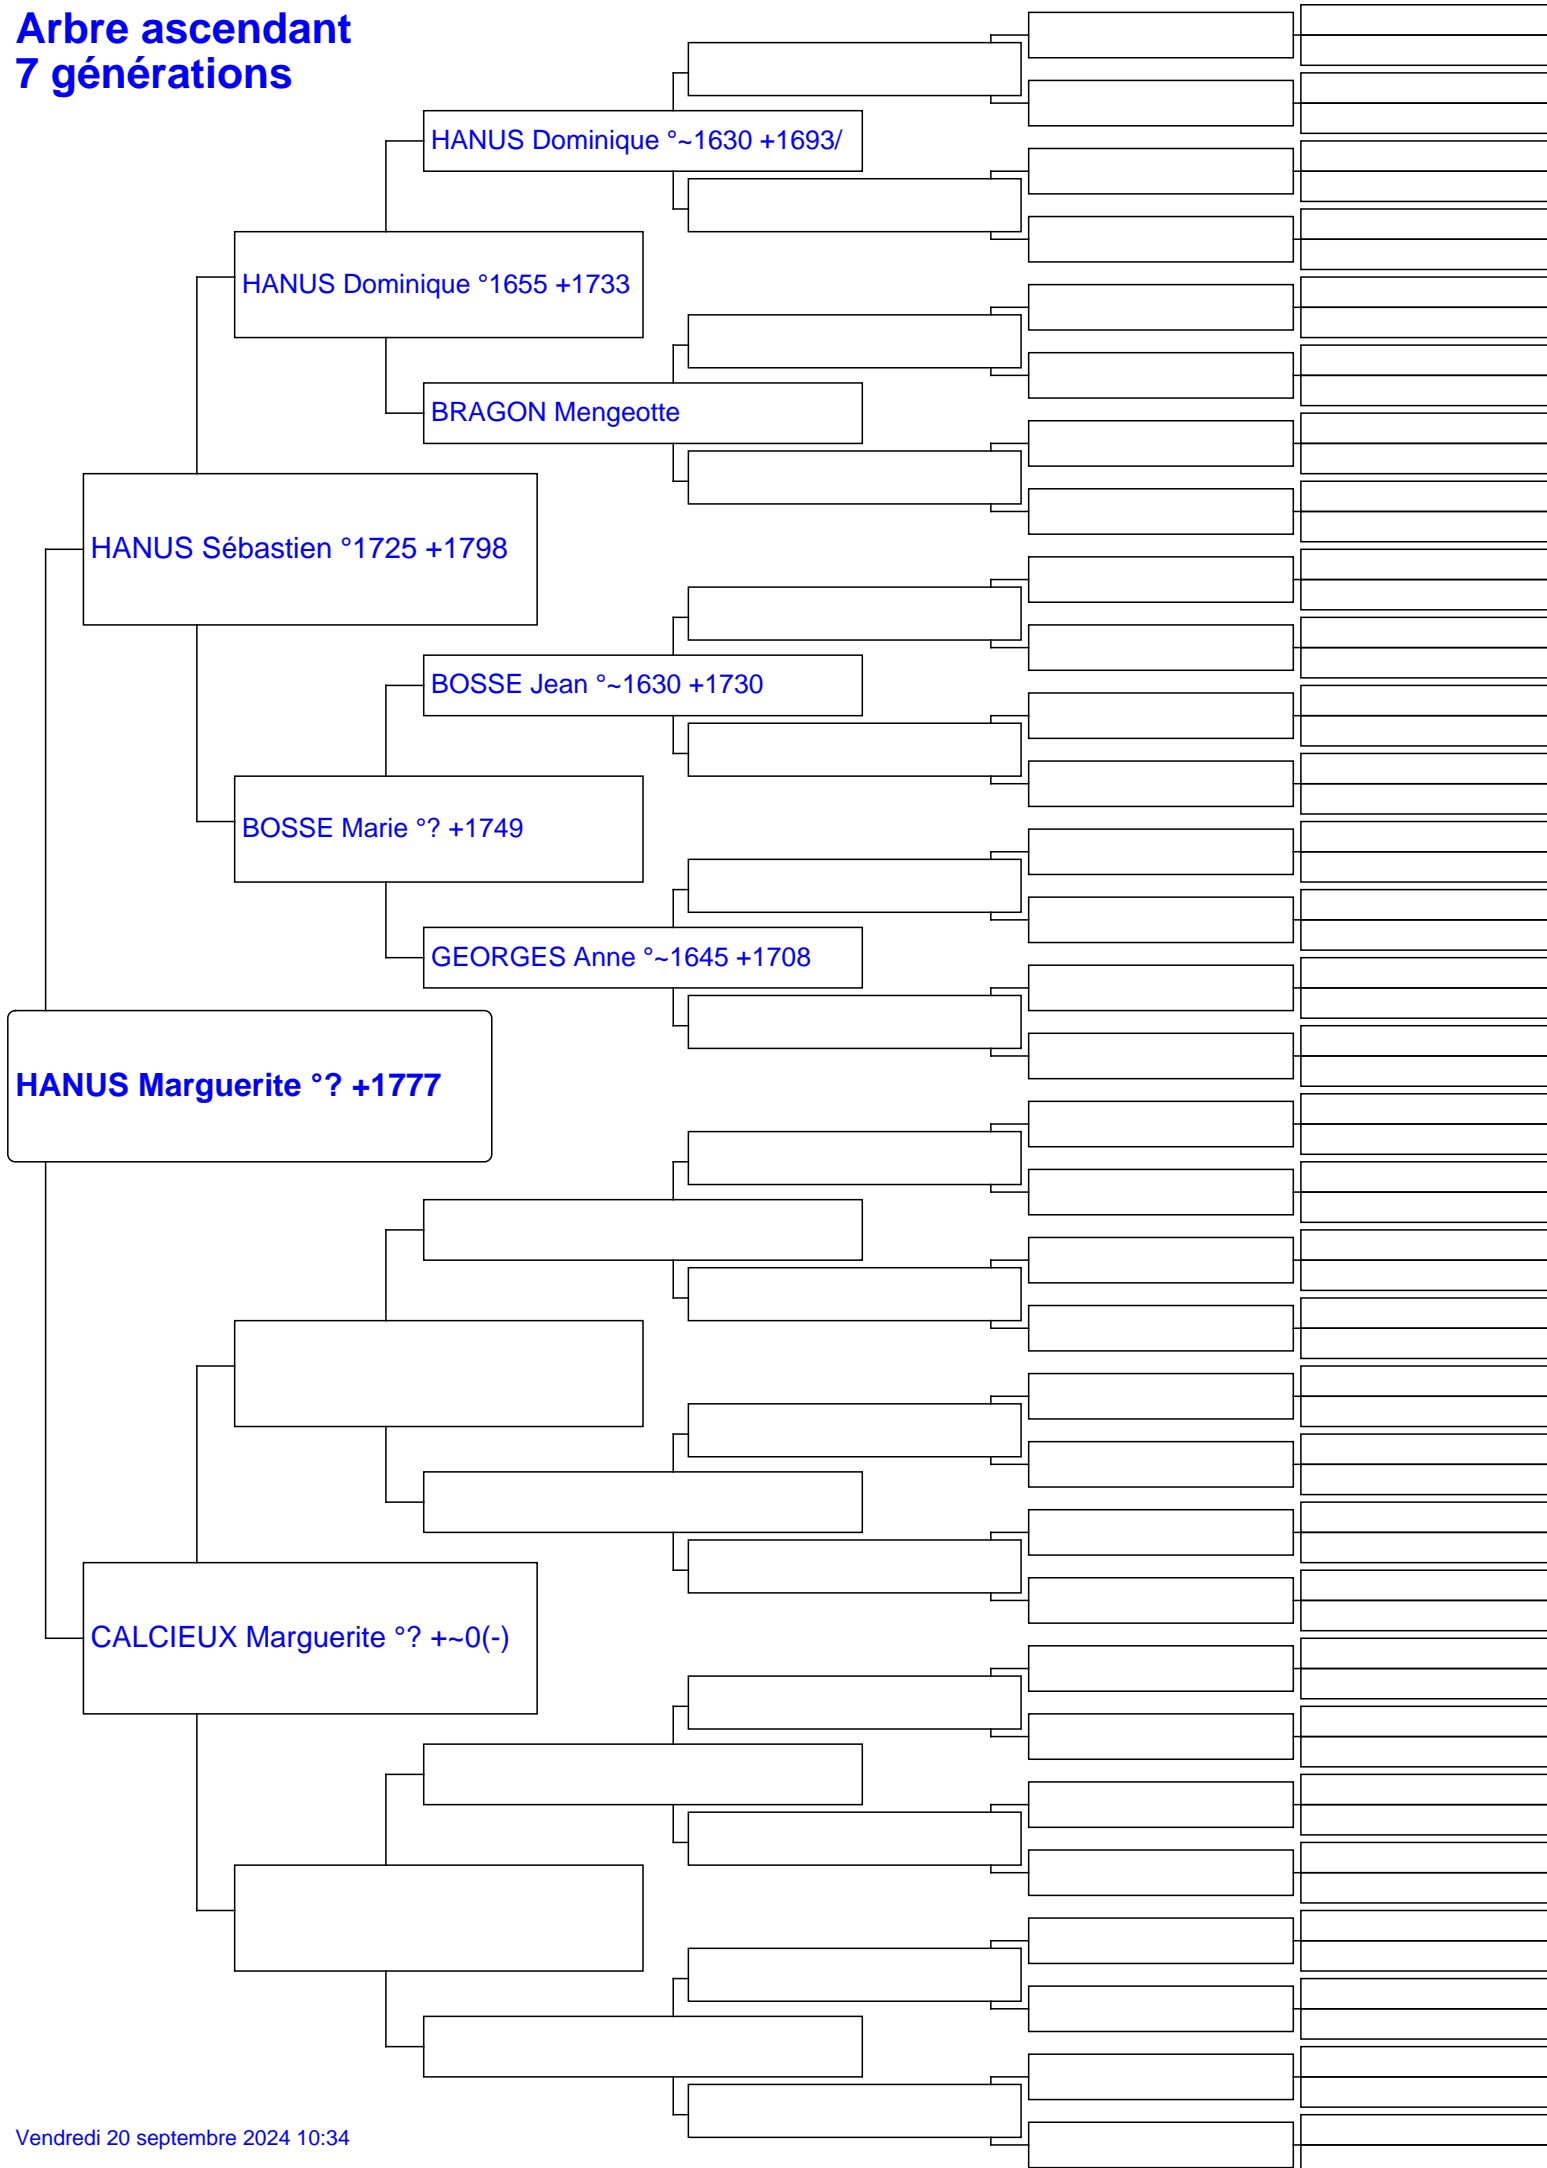 Arbre ascendant
7 générations
HANUS Dominique °~1630 +1693/
HANUS Dominique °1655 +1733
BRAGON Mengeotte
HANUS Sébastien °1725 +1798
BOSSE Jean °~1630 +1730
BOSSE Marie °? +1749
GEORGES Anne °~1645 +1708
HANUS Marguerite °? +1777
CALCIEUX Marguerite °? +~0(-)
Vendredi 20 septembre 2024 10:34